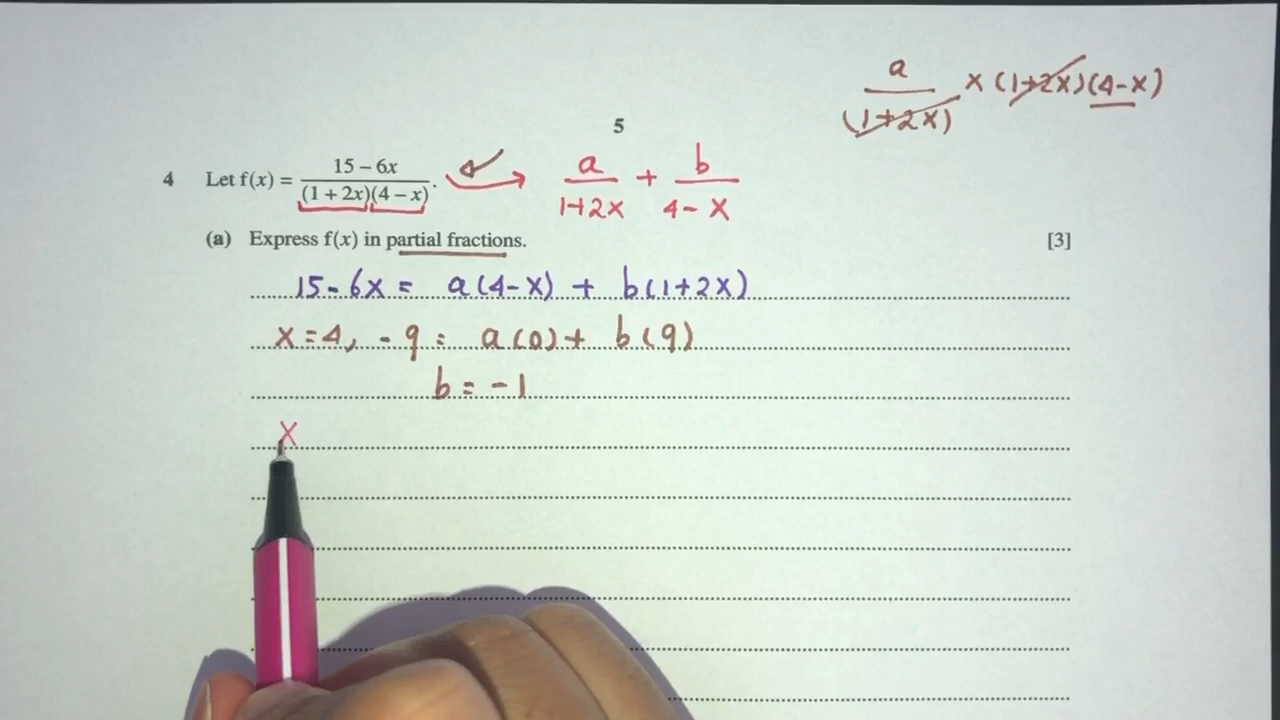 a/(1+2x) × (1+2x)(4-x)
5
4 Let f(x) = (15 − 6x)/((1 + 2x)(4 − x)). a/(1+2x) + b/(4-x)
(a) Express f(x) in partial fractions. [3]
15-6x = a(4-x) + b(1+2x)
x=4, -9 = a(0)+ b(9)
b = -1
x